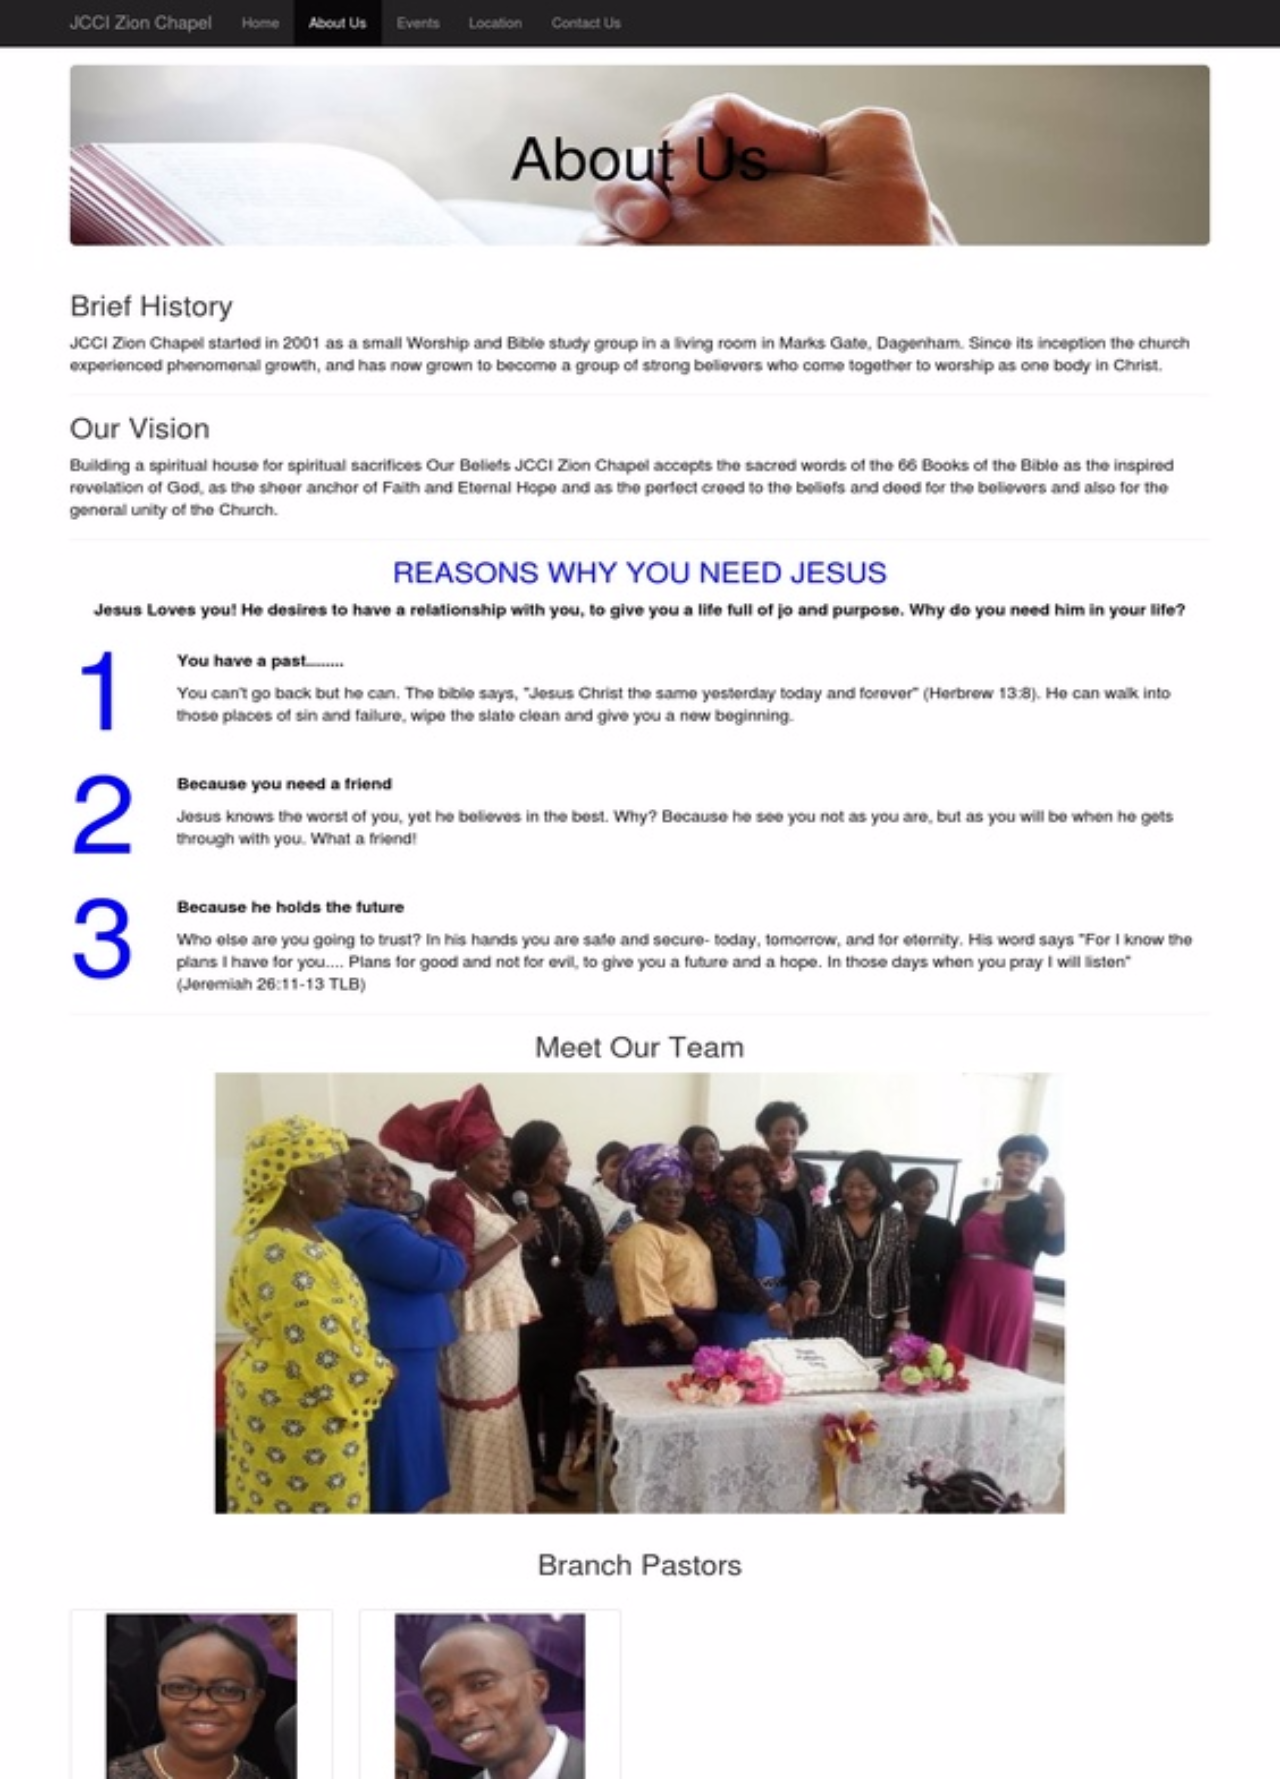 JCCI Zion Chapel Home About Us Events Location Contact Us
About Us
Brief History
JCCI Zion Chapel started in 2001 as a small Worship and Bible study group in a living room in Marks Gate, Dagenham. Since its inception the church
experienced phenomenal growth, and has now grown to become a group of strong believers who come together to worship as one body in Christ.
Our Vision
Building a spiritual house for spiritual sacrifices Our Beliefs JCCI Zion Chapel accepts the sacred words of the 66 Books of the Bible as the inspired
revelation of God, as the sheer anchor of Faith and Eternal Hope and as the perfect creed to the beliefs and deed for the believers and also for the
general unity of the Church.
REASONS WHY YOU NEED JESUS
Jesus Loves you! He desires to have a relationship with you, to give you a life full of jo and purpose. Why do you need him in your life?
1
You have a past........
You can't go back but he can. The bible says, "Jesus Christ the same yesterday today and forever" (Herbrew 13:8). He can walk into
those places of sin and failure, wipe the slate clean and give you a new beginning.
2
Because you need a friend
Jesus knows the worst of you, yet he believes in the best. Why? Because he see you not as you are, but as you will be when he gets
through with you. What a friend!
3
Because he holds the future
Who else are you going to trust? In his hands you are safe and secure- today, tomorrow, and for eternity. His word says "For I know the
plans I have for you.... Plans for good and not for evil, to give you a future and a hope. In those days when you pray I will listen"
(Jeremiah 26:11-13 TLB)
Meet Our Team
Branch Pastors